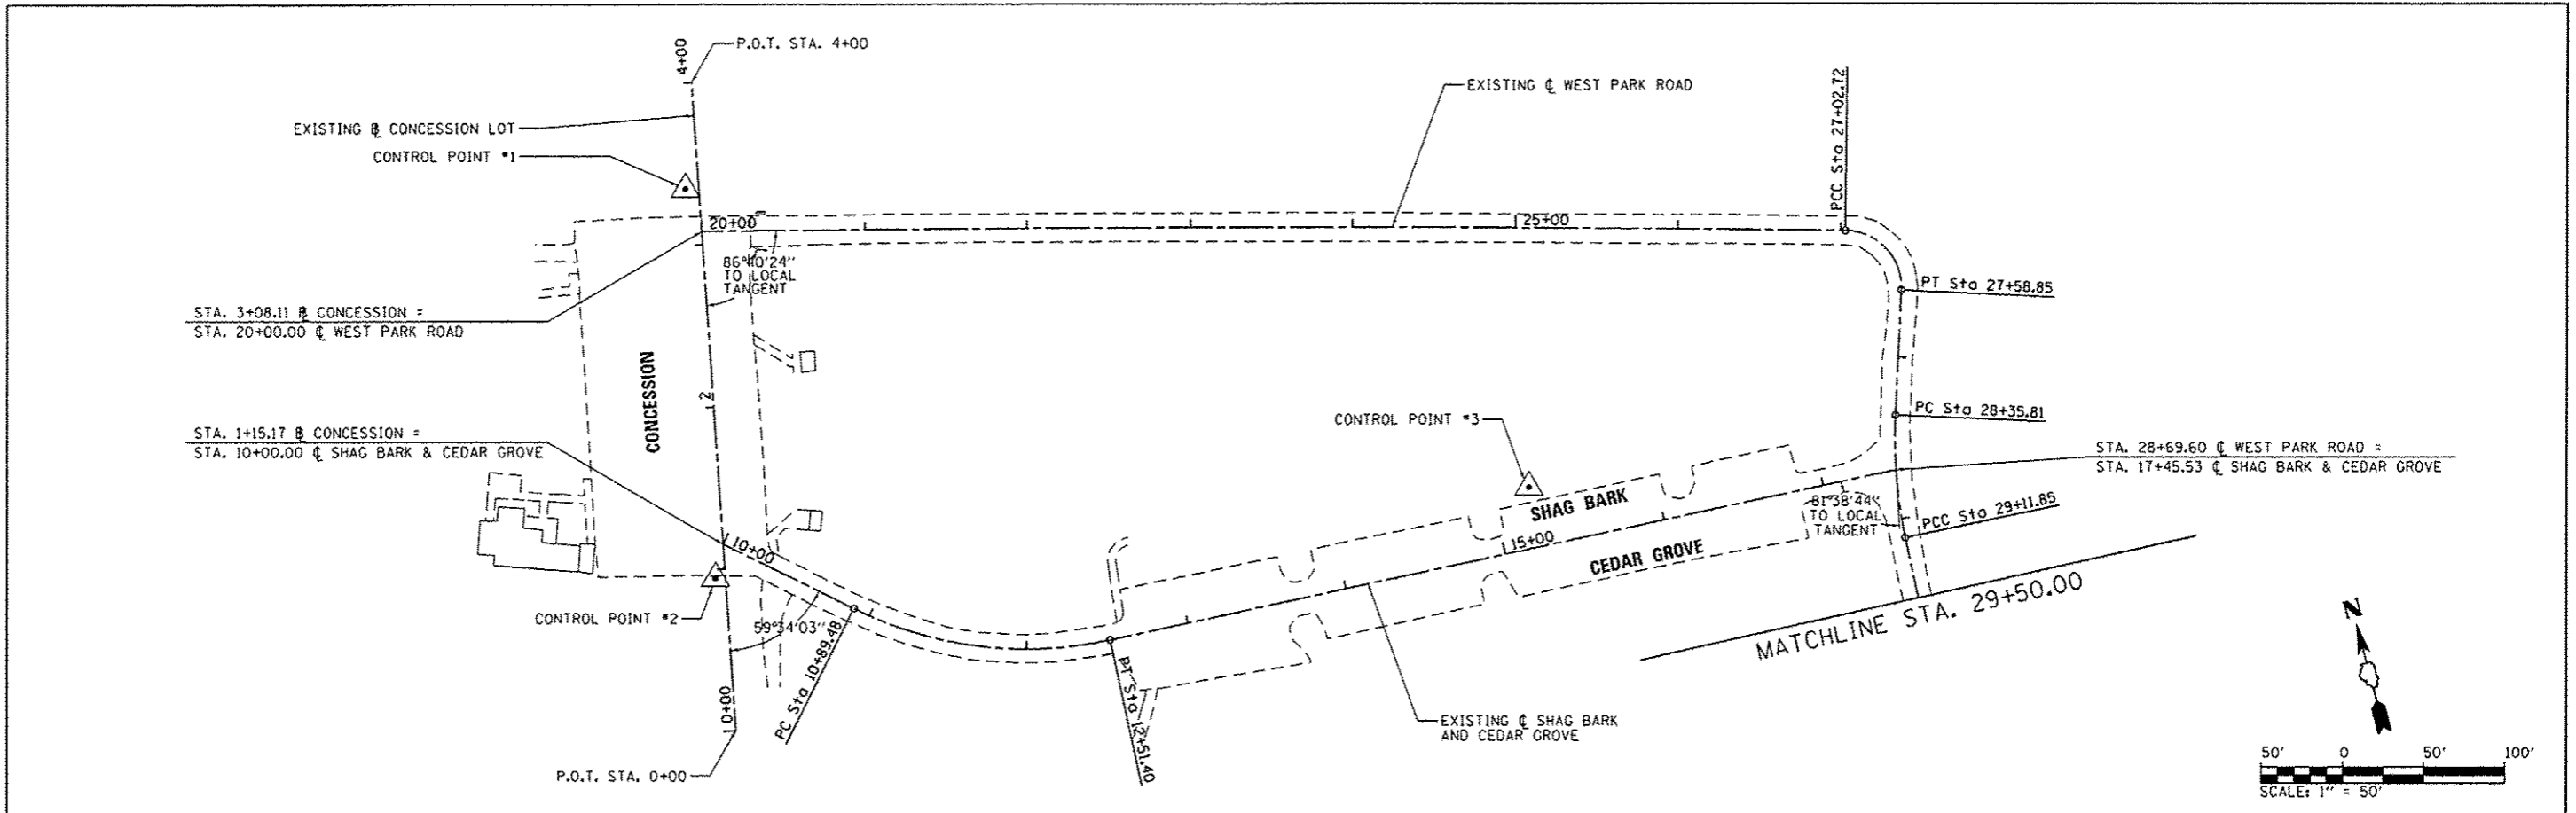 4+00
P.O.T. STA. 4+00
EXISTING ℄ WEST PARK ROAD
PCC Sta 27+02.72
EXISTING B̲L CONCESSION LOT
CONTROL POINT #1
20+00
25+00
86°40'24"
TO LOCAL
TANGENT
PT Sta 27+58.85
STA. 3+08.11 B̲L CONCESSION =
STA. 20+00.00 ℄ WEST PARK ROAD
CONCESSION
2
PC Sta 28+35.81
CONTROL POINT #3
STA. 1+15.17 B̲L CONCESSION =
STA. 10+00.00 ℄ SHAG BARK & CEDAR GROVE
STA. 28+69.60 ℄ WEST PARK ROAD =
STA. 17+45.53 ℄ SHAG BARK & CEDAR GROVE
SHAG BARK
81°38'44"
TO LOCAL
TANGENT
PCC Sta 29+11.85
10+00
15+00
CEDAR GROVE
CONTROL POINT #2
59°34'03"
PC Sta 10+89.48
PT Sta 12+51.40
MATCHLINE STA. 29+50.00
N
0+00
EXISTING ℄ SHAG BARK
AND CEDAR GROVE
P.O.T. STA. 0+00
50' 0 50' 100'
SCALE: 1" = 50'